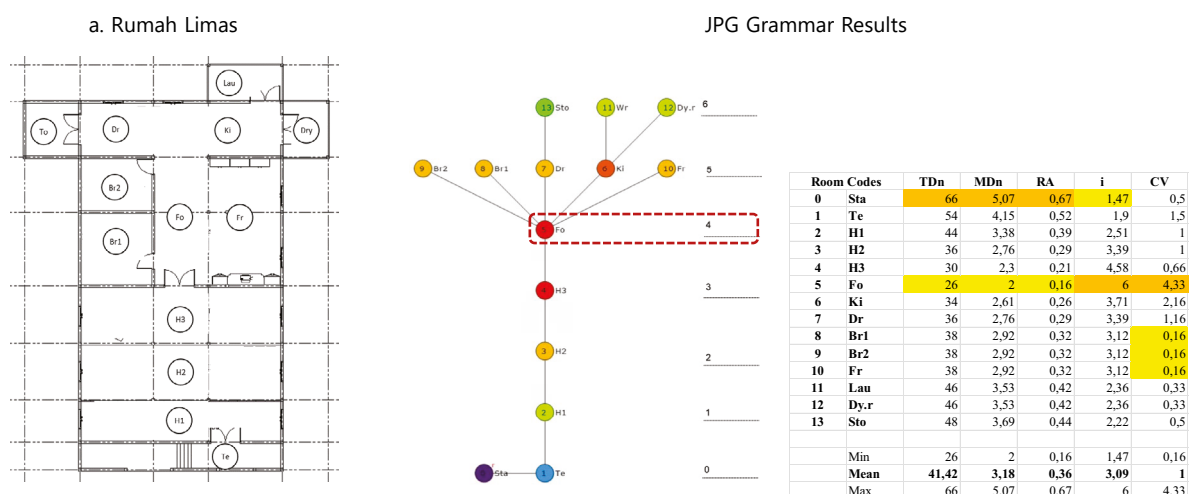 a. Rumah Limas
JPG Grammar Results
Lau
To
Dr
Ki
Dry
Br2
Fo
Fr
Br1
H3
H2
H1
Te
13 Sto
11 Wr
12 Dy.r
6
9 Br2
8 Br1
7 Dr
6 Ki
10 Fr
5
5 Fo
4
4 H3
3
3 H2
2
2 H1
1
Sta
1 Te
0
Room Codes TDn MDn RA i CV
0 Sta 66 5,07 0,67 1,47 0,5
1 Te 54 4,15 0,52 1,9 1,5
2 H1 44 3,38 0,39 2,51 1
3 H2 36 2,76 0,29 3,39 1
4 H3 30 2,3 0,21 4,58 0,66
5 Fo 26 2 0,16 6 4,33
6 Ki 34 2,61 0,26 3,71 2,16
7 Dr 36 2,76 0,29 3,39 1,16
8 Br1 38 2,92 0,32 3,12 0,16
9 Br2 38 2,92 0,32 3,12 0,16
10 Fr 38 2,92 0,32 3,12 0,16
11 Lau 46 3,53 0,42 2,36 0,33
12 Dy.r 46 3,53 0,42 2,36 0,33
13 Sto 48 3,69 0,44 2,22 0,5
Min 26 2 0,16 1,47 0,16
Mean 41,42 3,18 0,36 3,09 1
Max 66 5,07 0,67 6 4,33